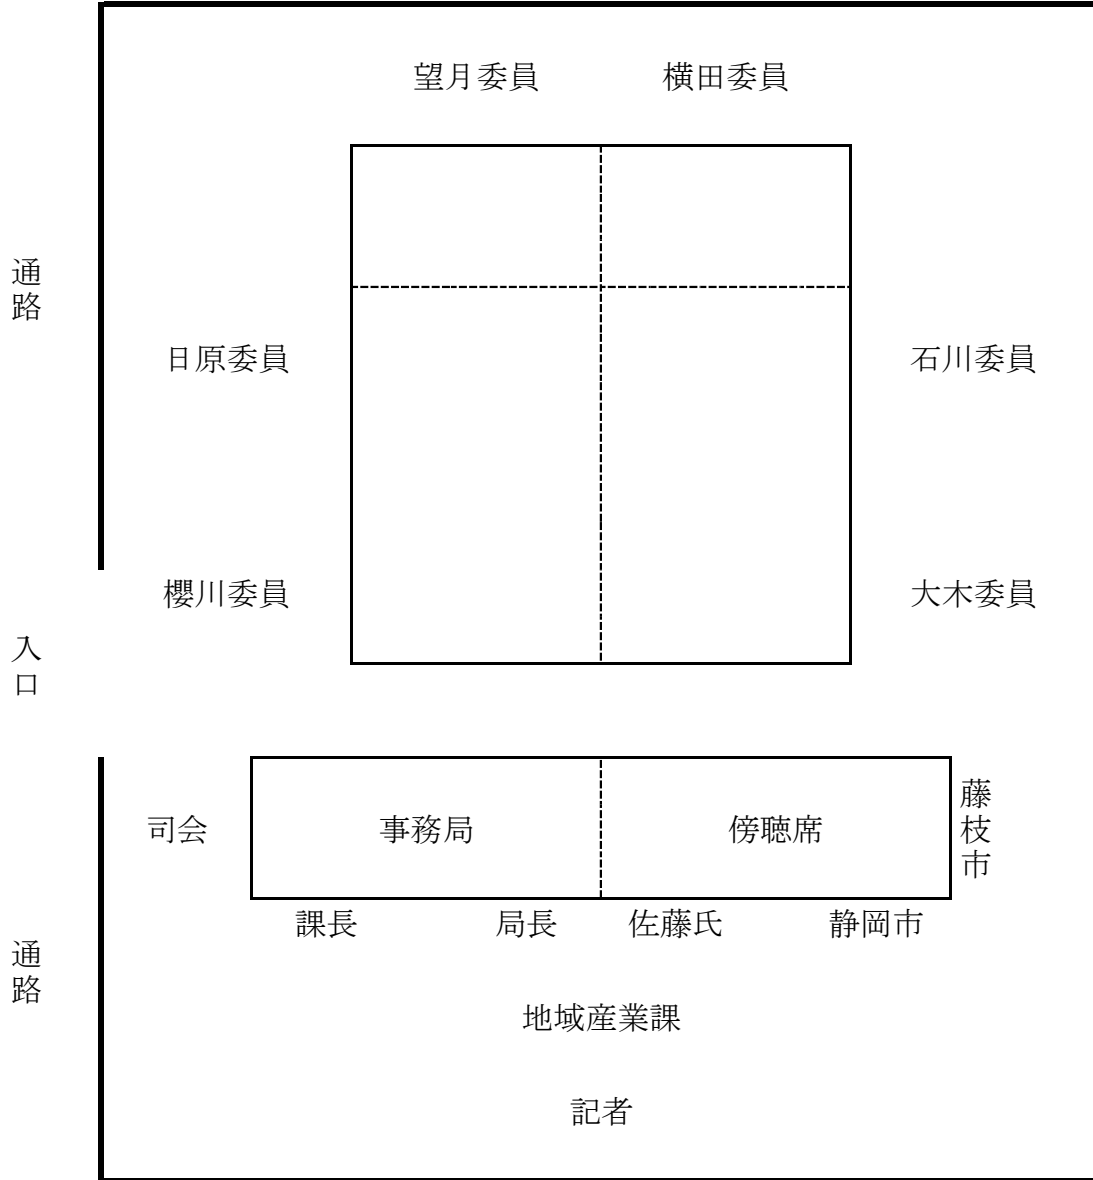 望月委員
横田委員
通路
日原委員
石川委員
櫻川委員
大木委員
入口
司会
事務局
傍聴席
藤枝市
課長
局長
佐藤氏
静岡市
通路
地域産業課
記者